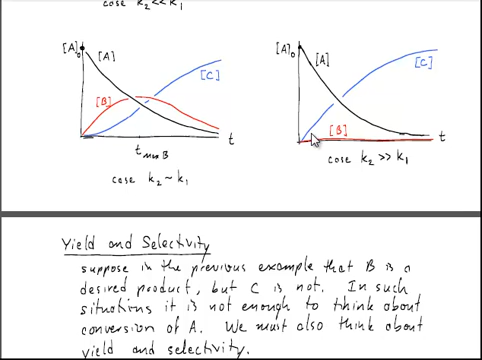 case k₂<<k₁
[A]₀ [A] [B] [C] t
t max B
case k₂ ~ k₁
[A]₀ [A] [B] [C] t
case k₂ >> k₁
Yield and Selectivity
suppose in the previous example that B is a
desired product, but C is not. In such
situations it is not enough to think about
conversion of A. We must also think about
yield and selectivity.